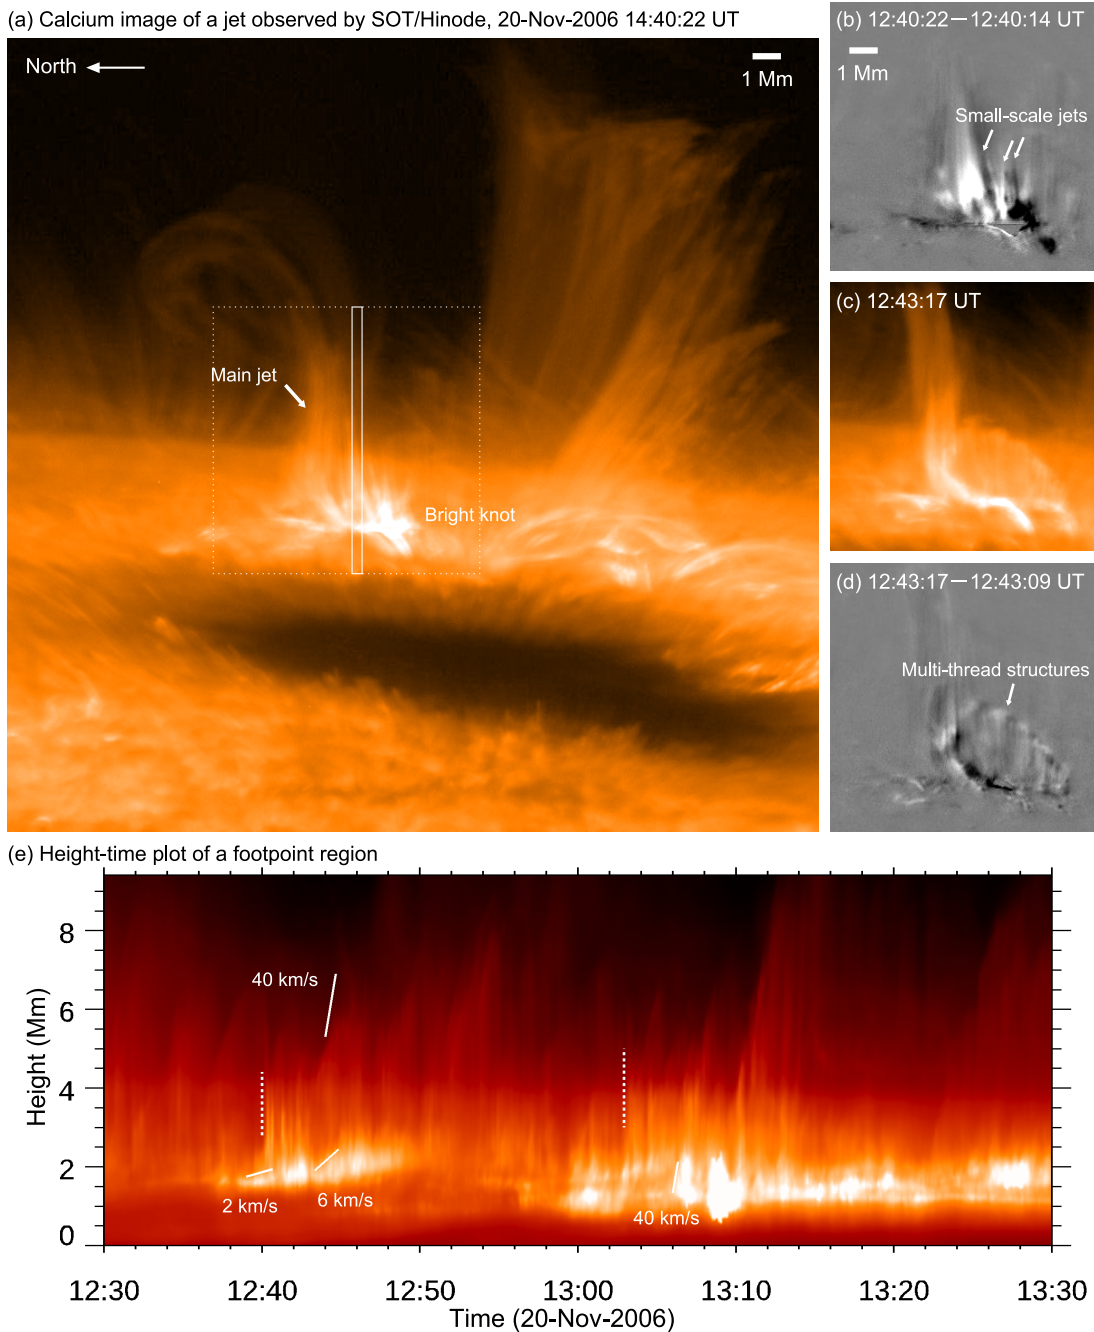 (a) Calcium image of a jet observed by SOT/Hinode, 20-Nov-2006 14:40:22 UT
North
1 Mm
Main jet
Bright knot
(b) 12:40:22－12:40:14 UT
1 Mm
Small-scale jets
(c) 12:43:17 UT
(d) 12:43:17－12:43:09 UT
Multi-thread structures
(e) Height-time plot of a footpoint region
Height (Mm)
8
6
4
2
0
40 km/s
2 km/s
6 km/s
40 km/s
12:30 12:40 12:50 13:00 13:10 13:20 13:30
Time (20-Nov-2006)